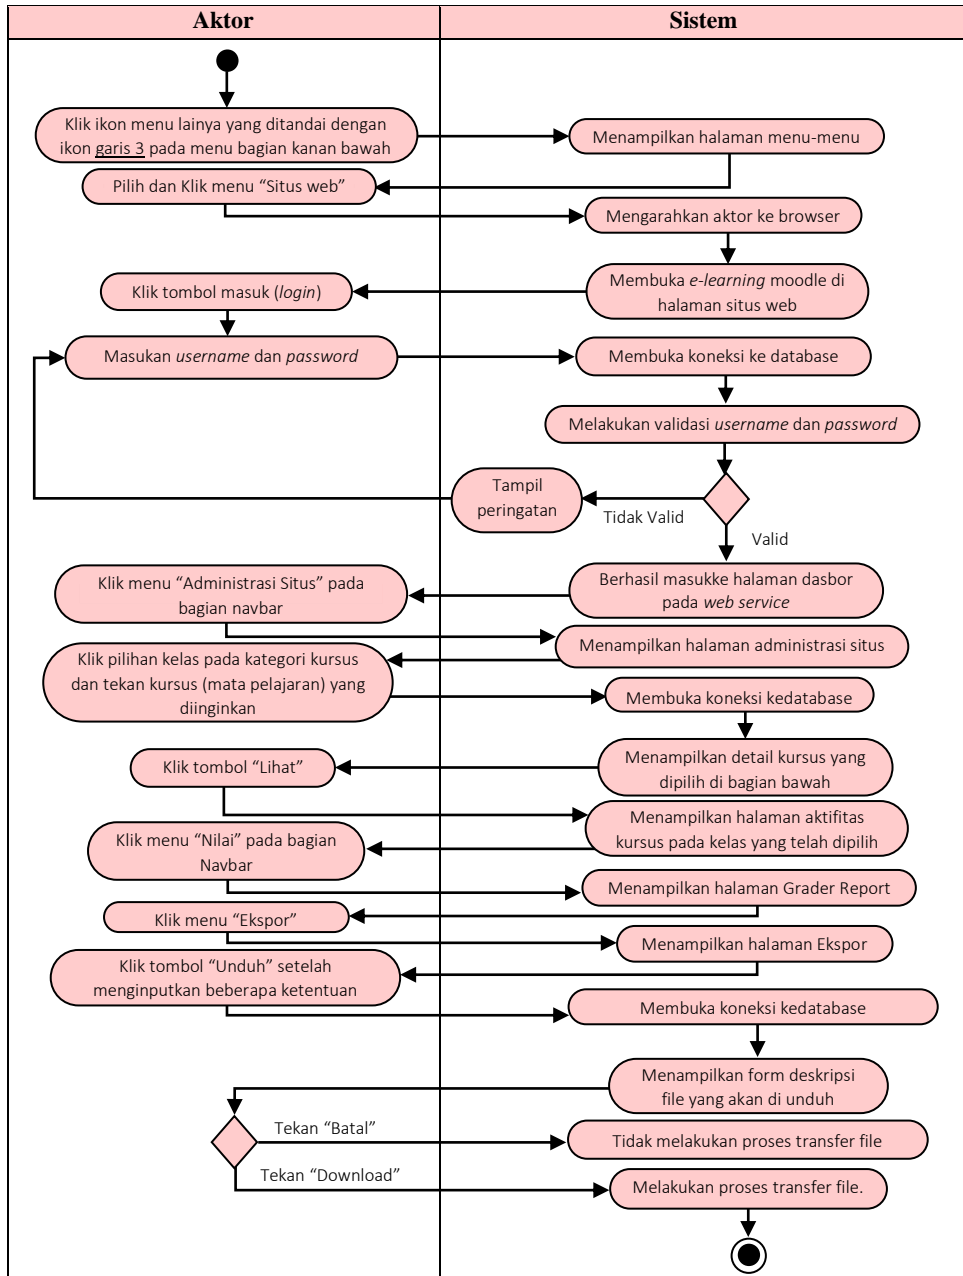 Aktor
Sistem
Klik ikon menu lainya yang ditandai dengan
ikon garis 3 pada menu bagian kanan bawah
Menampilkan halaman menu-menu
Pilih dan Klik menu “Situs web”
Mengarahkan aktor ke browser
Membuka e-learning moodle di
halaman situs web
Klik tombol masuk (login)
Masukan username dan password
Membuka koneksi ke database
Melakukan validasi username dan password
Tampil
peringatan
Tidak Valid
Valid
Berhasil masukke halaman dasbor
pada web service
Klik menu “Administrasi Situs” pada
bagian navbar
Menampilkan halaman administrasi situs
Klik pilihan kelas pada kategori kursus
dan tekan kursus (mata pelajaran) yang
diinginkan
Membuka koneksi kedatabase
Menampilkan detail kursus yang
dipilih di bagian bawah
Klik tombol “Lihat”
Menampilkan halaman aktifitas
kursus pada kelas yang telah dipilih
Klik menu “Nilai” pada bagian
Navbar
Menampilkan halaman Grader Report
Klik menu “Ekspor”
Menampilkan halaman Ekspor
Klik tombol “Unduh” setelah
menginputkan beberapa ketentuan
Membuka koneksi kedatabase
Menampilkan form deskripsi
file yang akan di unduh
Tekan “Batal”
Tidak melakukan proses transfer file
Tekan “Download”
Melakukan proses transfer file.